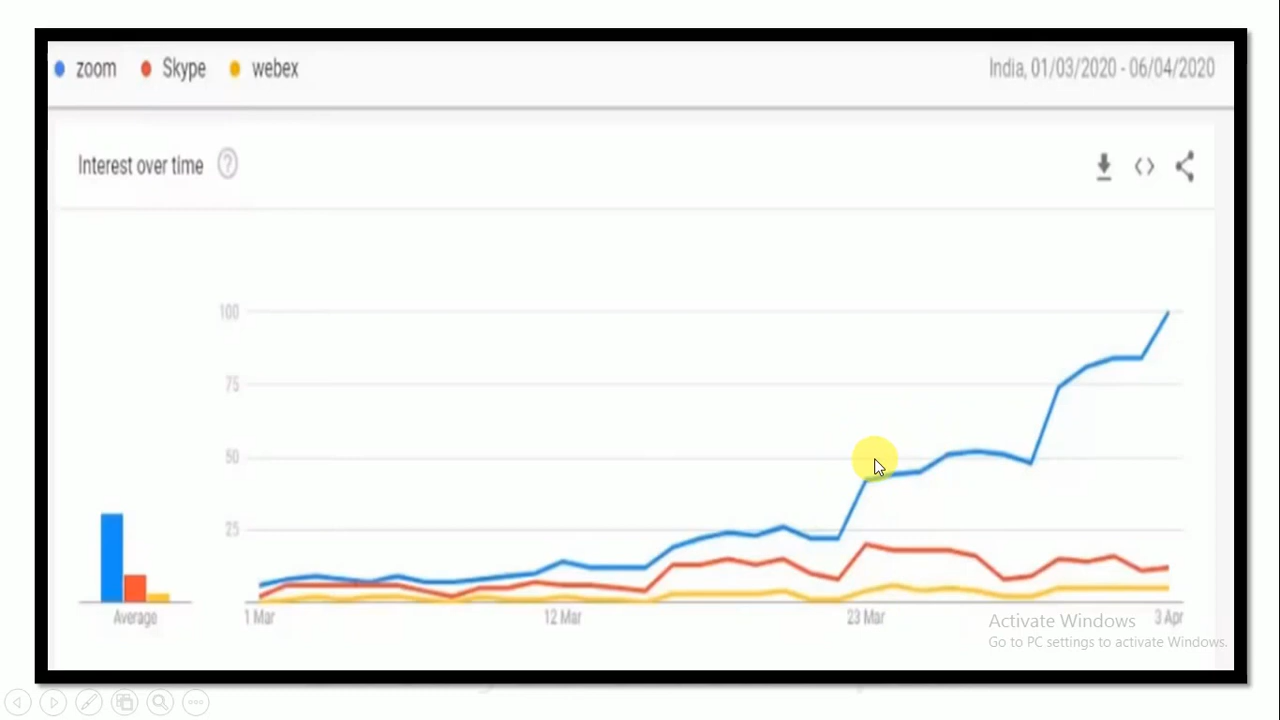 zoom Skype webex India, 01/03/2020 - 06/04/2020
Interest over time ?
100
75
50
25
Average 1 Mar 12 Mar 23 Mar 3 Apr
Activate Windows
Go to PC settings to activate Windows.